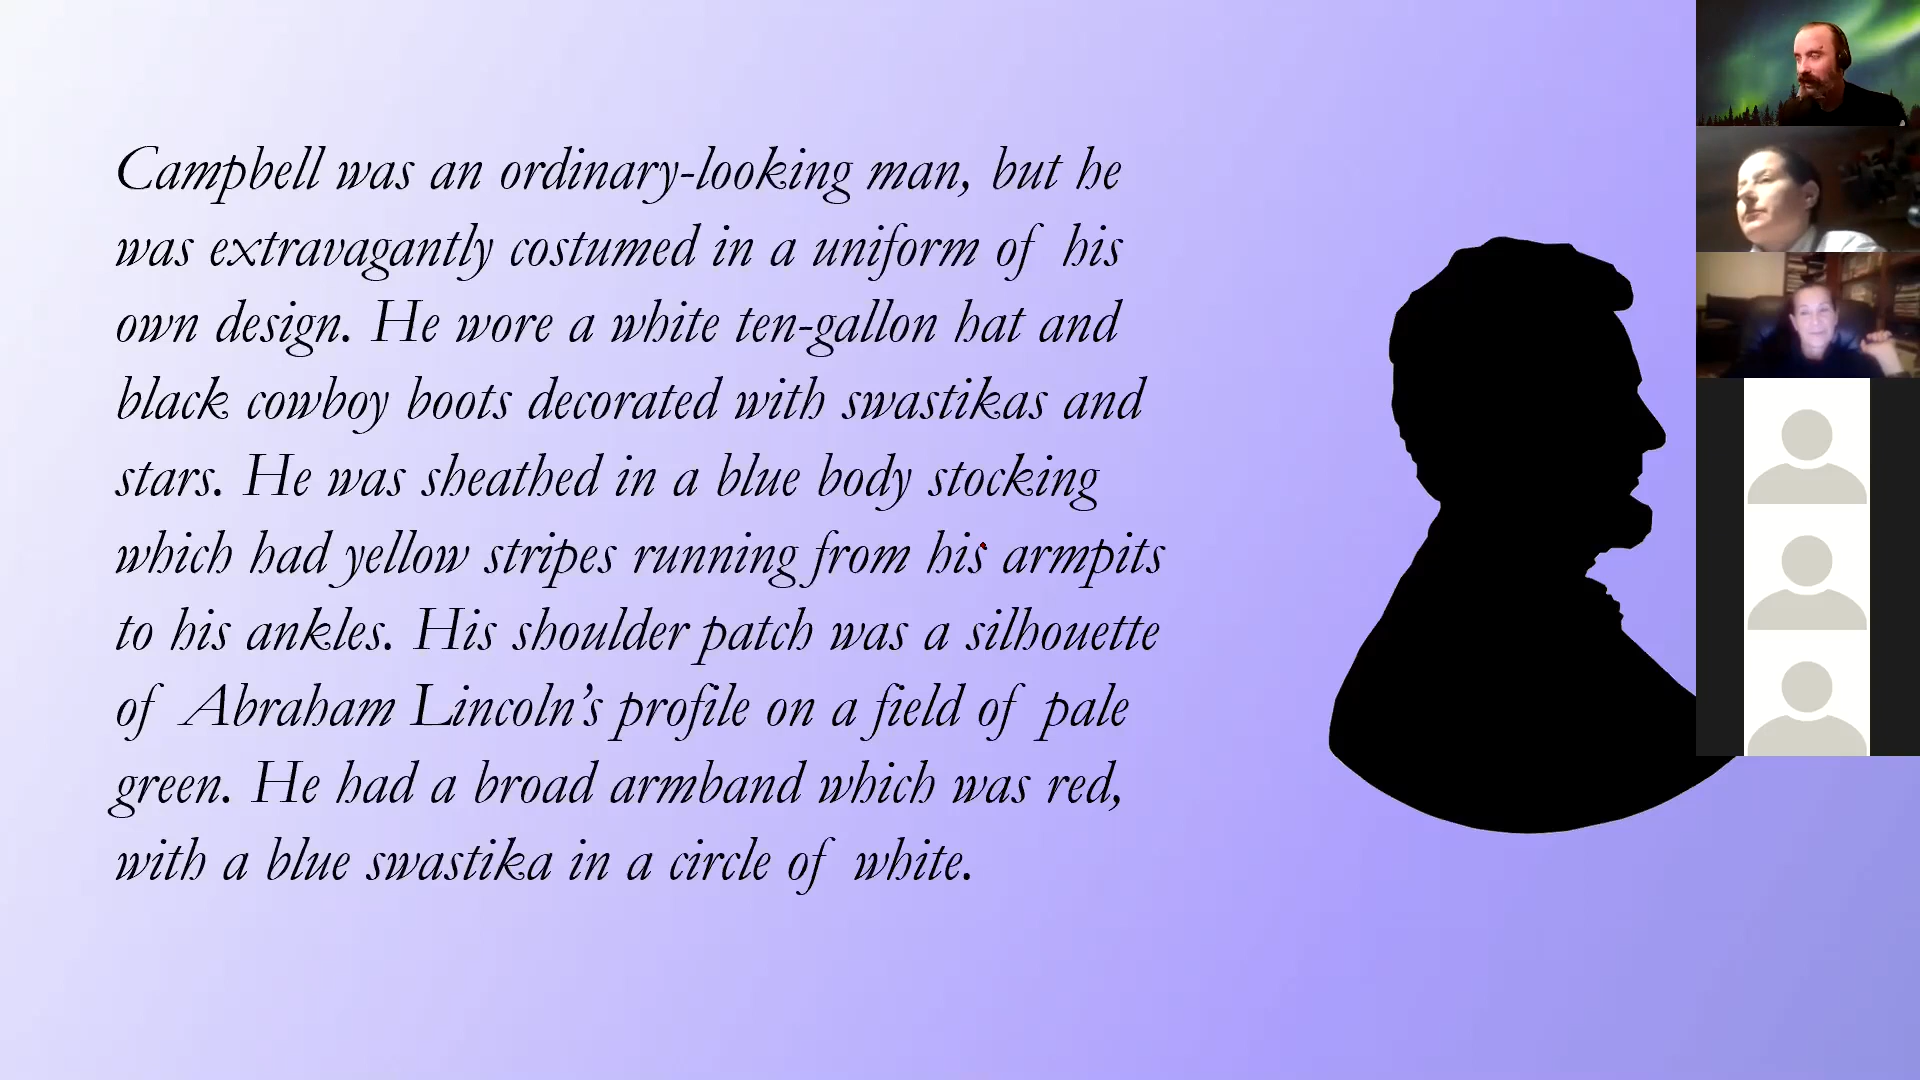 Campbell was an ordinary-looking man, but he
was extravagantly costumed in a uniform of his
own design. He wore a white ten-gallon hat and
black cowboy boots decorated with swastikas and
stars. He was sheathed in a blue body stocking
which had yellow stripes running from his armpits
to his ankles. His shoulder patch was a silhouette
of Abraham Lincoln’s profile on a field of pale
green. He had a broad armband which was red,
with a blue swastika in a circle of white.